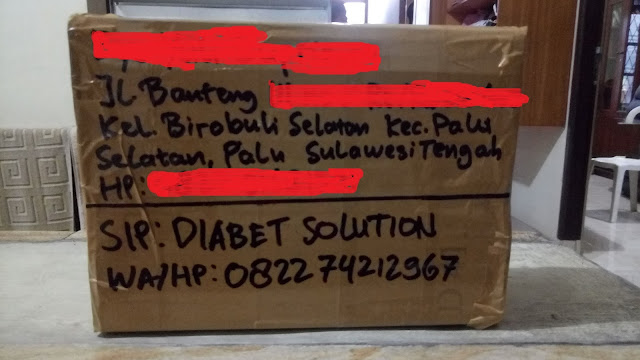 JL Banteng
Kel. Birobuli Selatan Kec. Palu
Selatan, Palu Sulawesi Tengah
HP:
SIP: DIABET SOLUTION
WA/HP: 082274212967